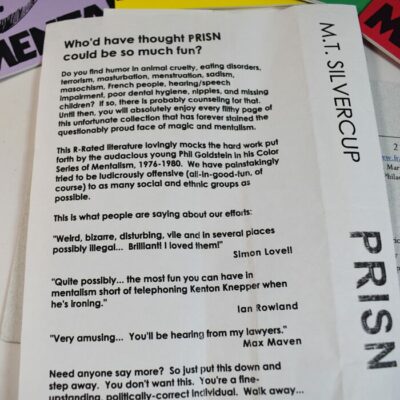 MENTAL
M.T. SILVERCUP
PRISN
Who'd have thought PRISN
could be so much fun?
Do you find humor in animal cruelty, eating disorders,
terrorism, masturbation, menstruation, sadism,
masochism, French people, hearing/speech
impairment, poor dental hygiene, nipples, and missing
children? If so, there is probably counseling for that.
Until then, you will absolutely enjoy every filthy page of
this unfortunate collection that has forever stained the
questionably proud face of magic and mentalism.
This R-Rated literature lovingly mocks the hard work put
forth by the audacious young Phil Goldstein in his Color
Series of Mentalism, 1976-1980. We have painstakingly
tried to be ludicrously offensive (all-in-good-fun, of
course) to as many social and ethnic groups as
possible.
This is what people are saying about our efforts:
"Weird, bizarre, disturbing, vile and in several places
possibly illegal... Brilliant! I loved them!"
Simon Lovell
"Quite possibly... the most fun you can have in
mentalism short of telephoning Kenton Knepper when
he's ironing."
Ian Rowland
"Very amusing... You'll be hearing from my lawyers."
Max Maven
Need anyone say more? So just put this down and
step away. You don't want this. You're a fine-
upstanding, politically-correct individual. Walk away...
2